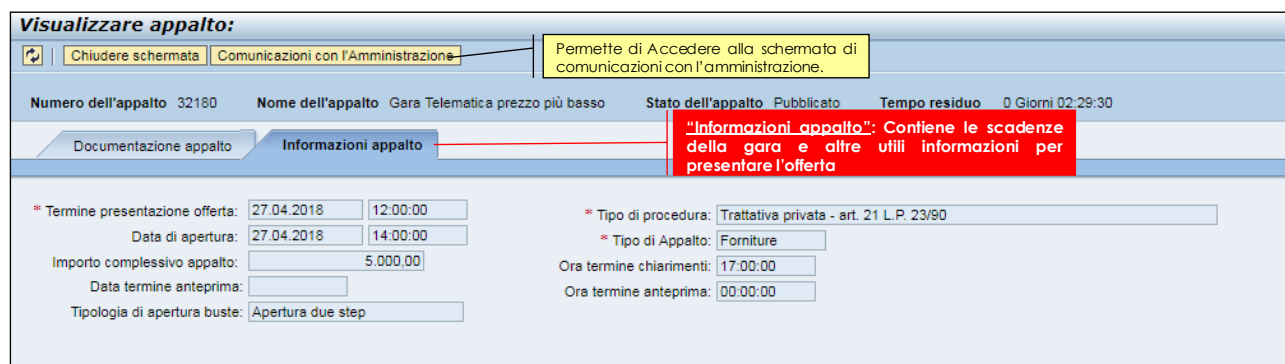 Visualizzare appalto:
Chiudere schermata Comunicazioni con l'Amministrazione
Permette di Accedere alla schermata di
comunicazioni con l'amministrazione.
Numero dell'appalto 32180 Nome dell'appalto Gara Telematica prezzo più basso Stato dell'appalto Pubblicato Tempo residuo 0 Giorni 02:29:30
Documentazione appalto Informazioni appalto
“Informazioni appalto”: Contiene le scadenze
della gara e altre utili informazioni per
presentare l'offerta
* Termine presentazione offerta: 27.04.2018 12:00:00
Data di apertura: 27.04.2018 14:00:00
Importo complessivo appalto: 5.000,00
Data termine anteprima:
Tipologia di apertura buste: Apertura due step
* Tipo di procedura: Trattativa privata - art. 21 L.P. 23/90
* Tipo di Appalto: Forniture
Ora termine chiarimenti: 17:00:00
Ora termine anteprima: 00:00:00